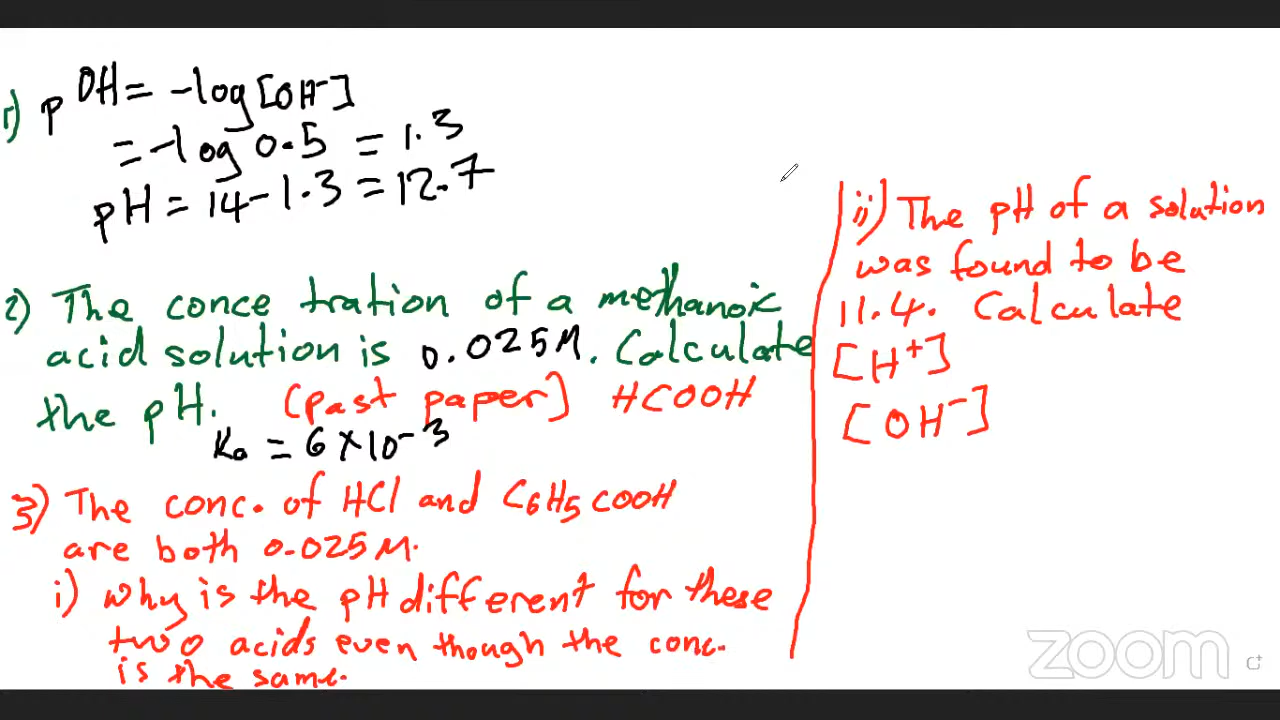 1) pOH = -log[OH⁻]
= -log 0.5 = 1.3
pH = 14-1.3 = 12.7
2) The conce tration of a methanoic
acid solution is 0.025M. Calculate
the pH. (past paper) HCOOH
Ka = 6×10⁻³
3) The conc. of HCl and C₆H₅COOH
are both 0.025M.
i) Why is the pH different for these
two acids even though the conc.
is the same.
ii) The pH of a solution
was found to be
11.4. Calculate
[H⁺]
[OH⁻]
zoom